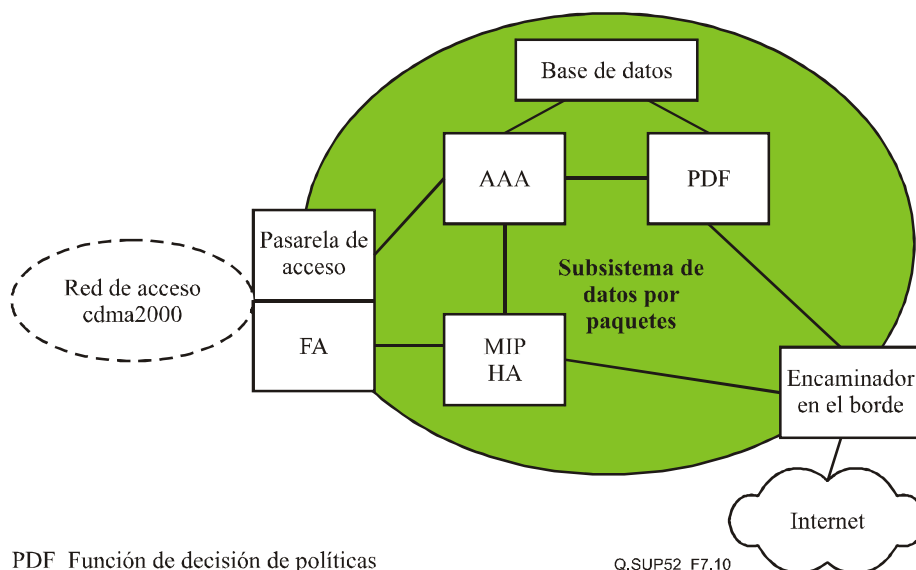 Base de datos
AAA
PDF
Pasarela de
acceso
Subsistema de
datos por
paquetes
Red de acceso
cdma2000
FA
MIP
HA
Encaminador
en el borde
Internet
PDF Función de decisión de políticas
Q.SUP52_F7.10